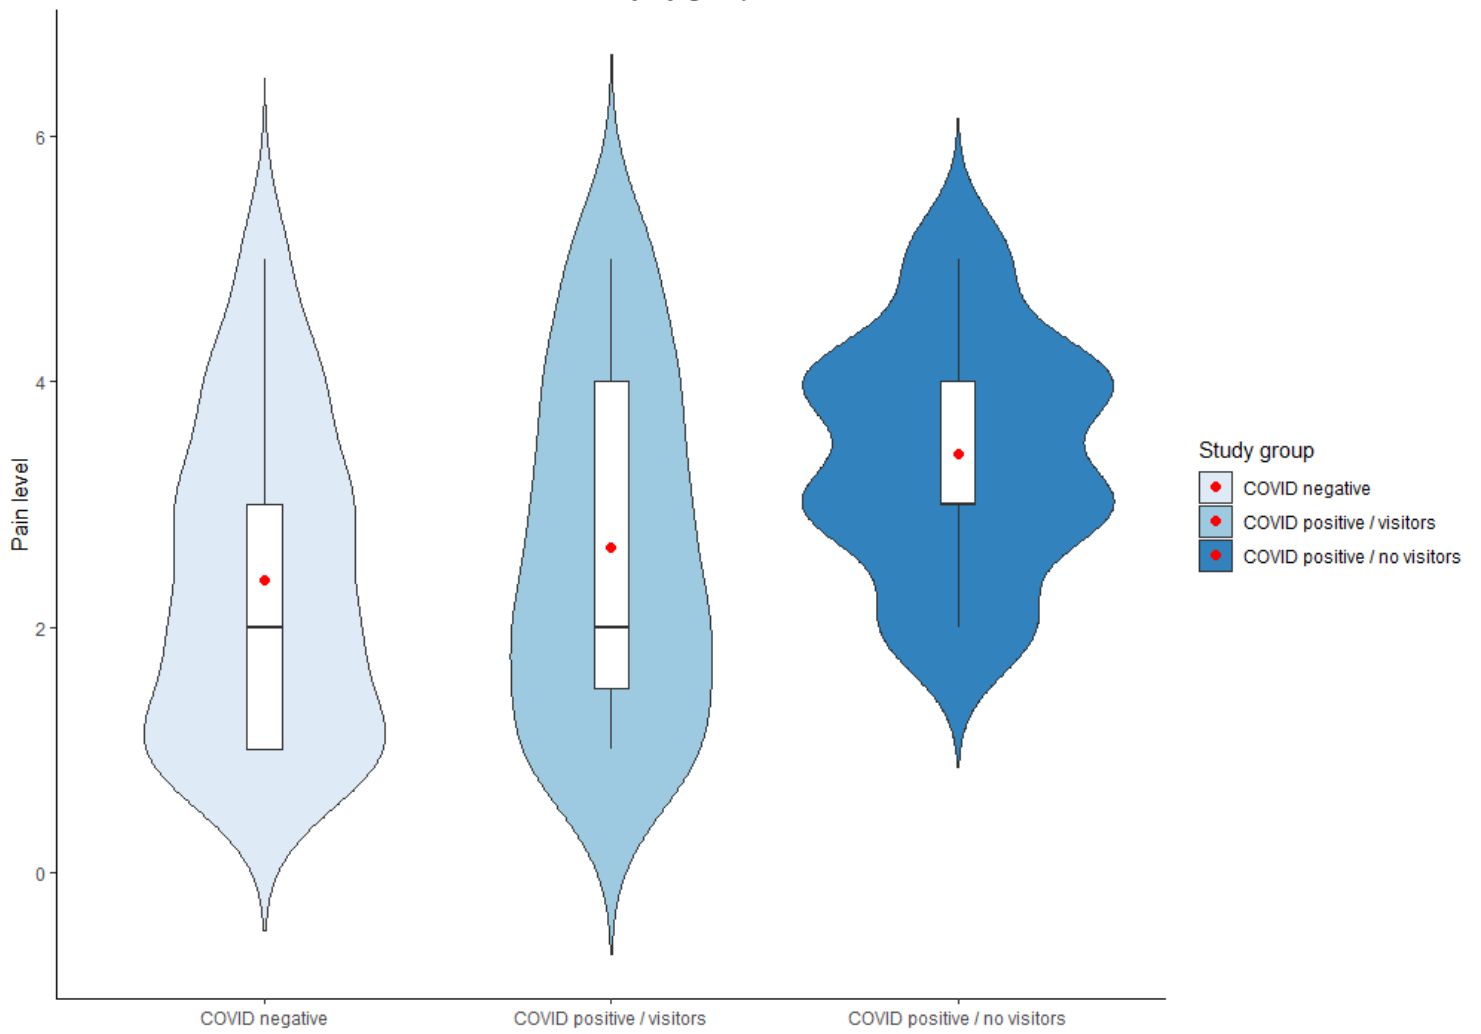 6
4
2
0
Pain level
COVID negative
COVID positive / visitors
COVID positive / no visitors
Study group
COVID negative
COVID positive / visitors
COVID positive / no visitors